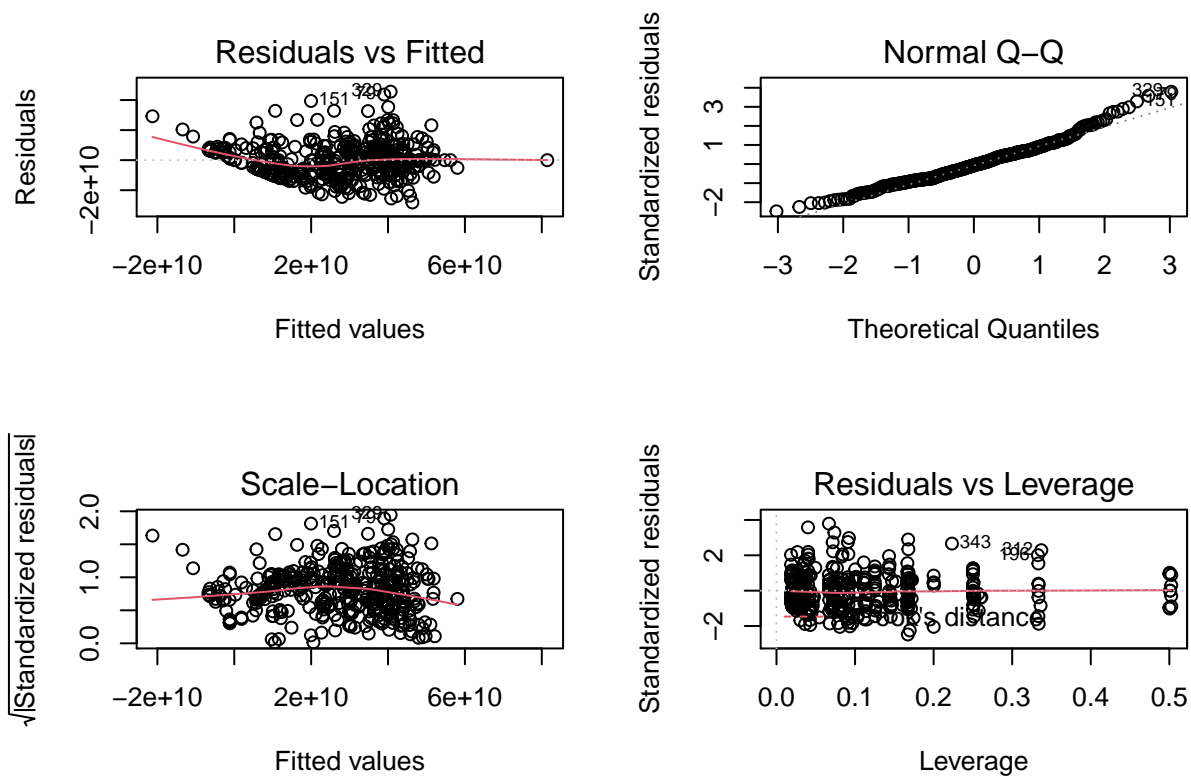 Residuals vs Fitted
Residuals
−2e+10
151
329
−2e+10 2e+10 6e+10
Fitted values
Normal Q−Q
Standardized residuals
−2 1 3
329
151
−3 −2 −1 0 1 2 3
Theoretical Quantiles
Scale−Location
√|Standardized residuals|
0.0 1.0 2.0
151
329
−2e+10 2e+10 6e+10
Fitted values
Residuals vs Leverage
Standardized residuals
−2 2
343
312
's distance
0.0 0.1 0.2 0.3 0.4 0.5
Leverage